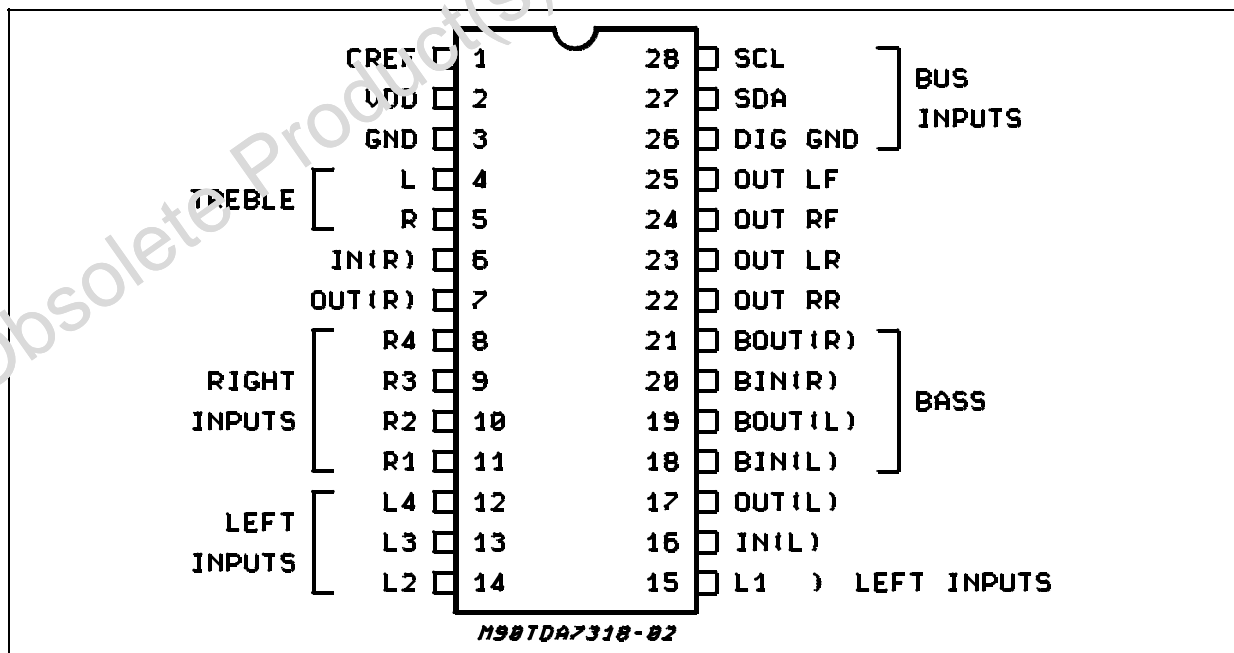 Obsolete Product(s)
CREF 1 28 SCL
VDD 2 27 SDA
BUS INPUTS
GND 3 26 DIG GND
L 4 25 OUT LF
TREBLE
R 5 24 OUT RF
IN(R) 6 23 OUT LR
OUT(R) 7 22 OUT RR
R4 8 21 BOUT(R)
RIGHT INPUTS
R3 9 20 BIN(R)
BASS
R2 10 19 BOUT(L)
R1 11 18 BIN(L)
L4 12 17 OUT(L)
LEFT INPUTS
L3 13 16 IN(L)
L2 14 15 L1 ) LEFT INPUTS
M90TDA7318-02